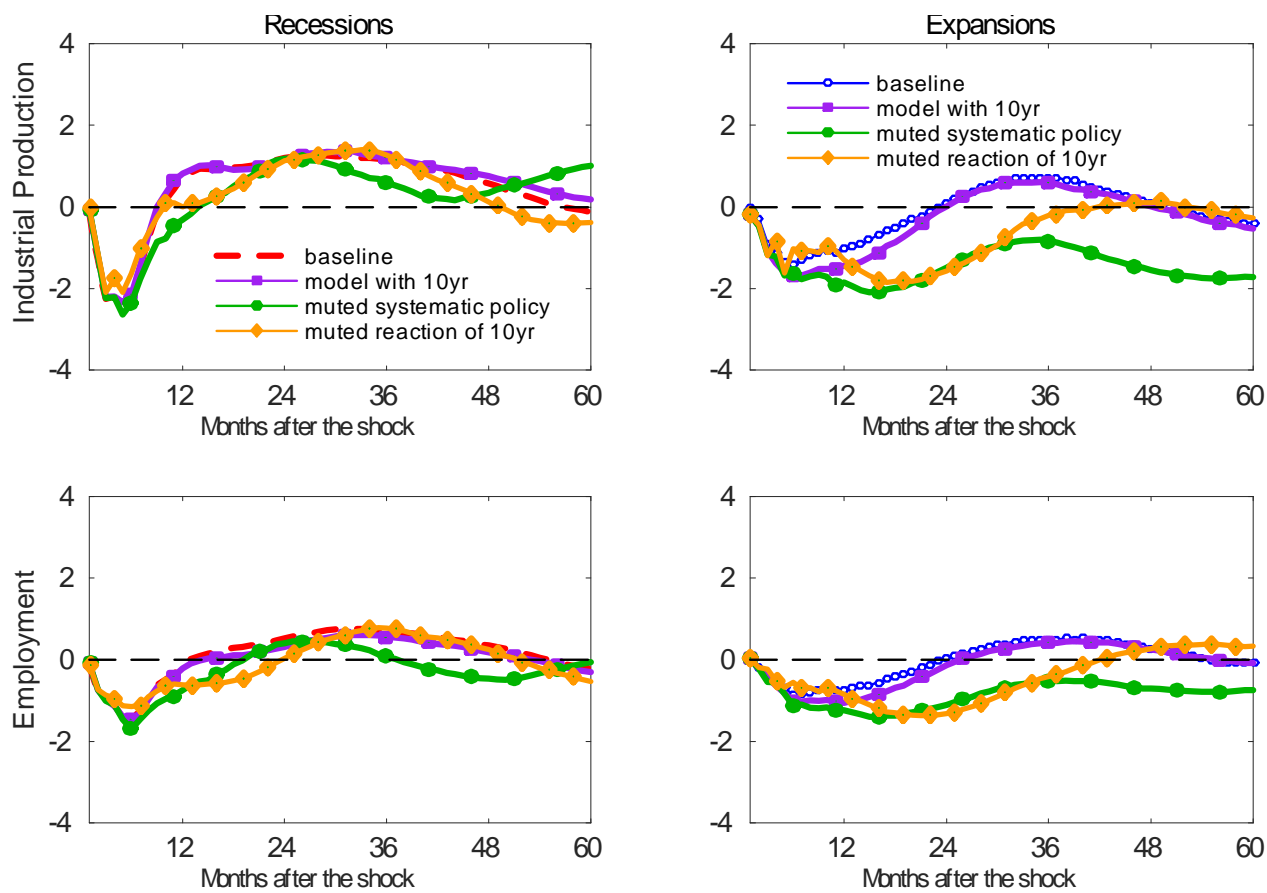 Recessions
Expansions
Industrial Production
4
2
0
-2
-4
baseline
model with 10yr
muted systematic policy
muted reaction of 10yr
12
24
36
48
60
Months after the shock
4
2
0
-2
-4
baseline
model with 10yr
muted systematic policy
muted reaction of 10yr
12
24
36
48
60
Months after the shock
Employment
4
2
0
-2
-4
12
24
36
48
60
Months after the shock
4
2
0
-2
-4
12
24
36
48
60
Months after the shock